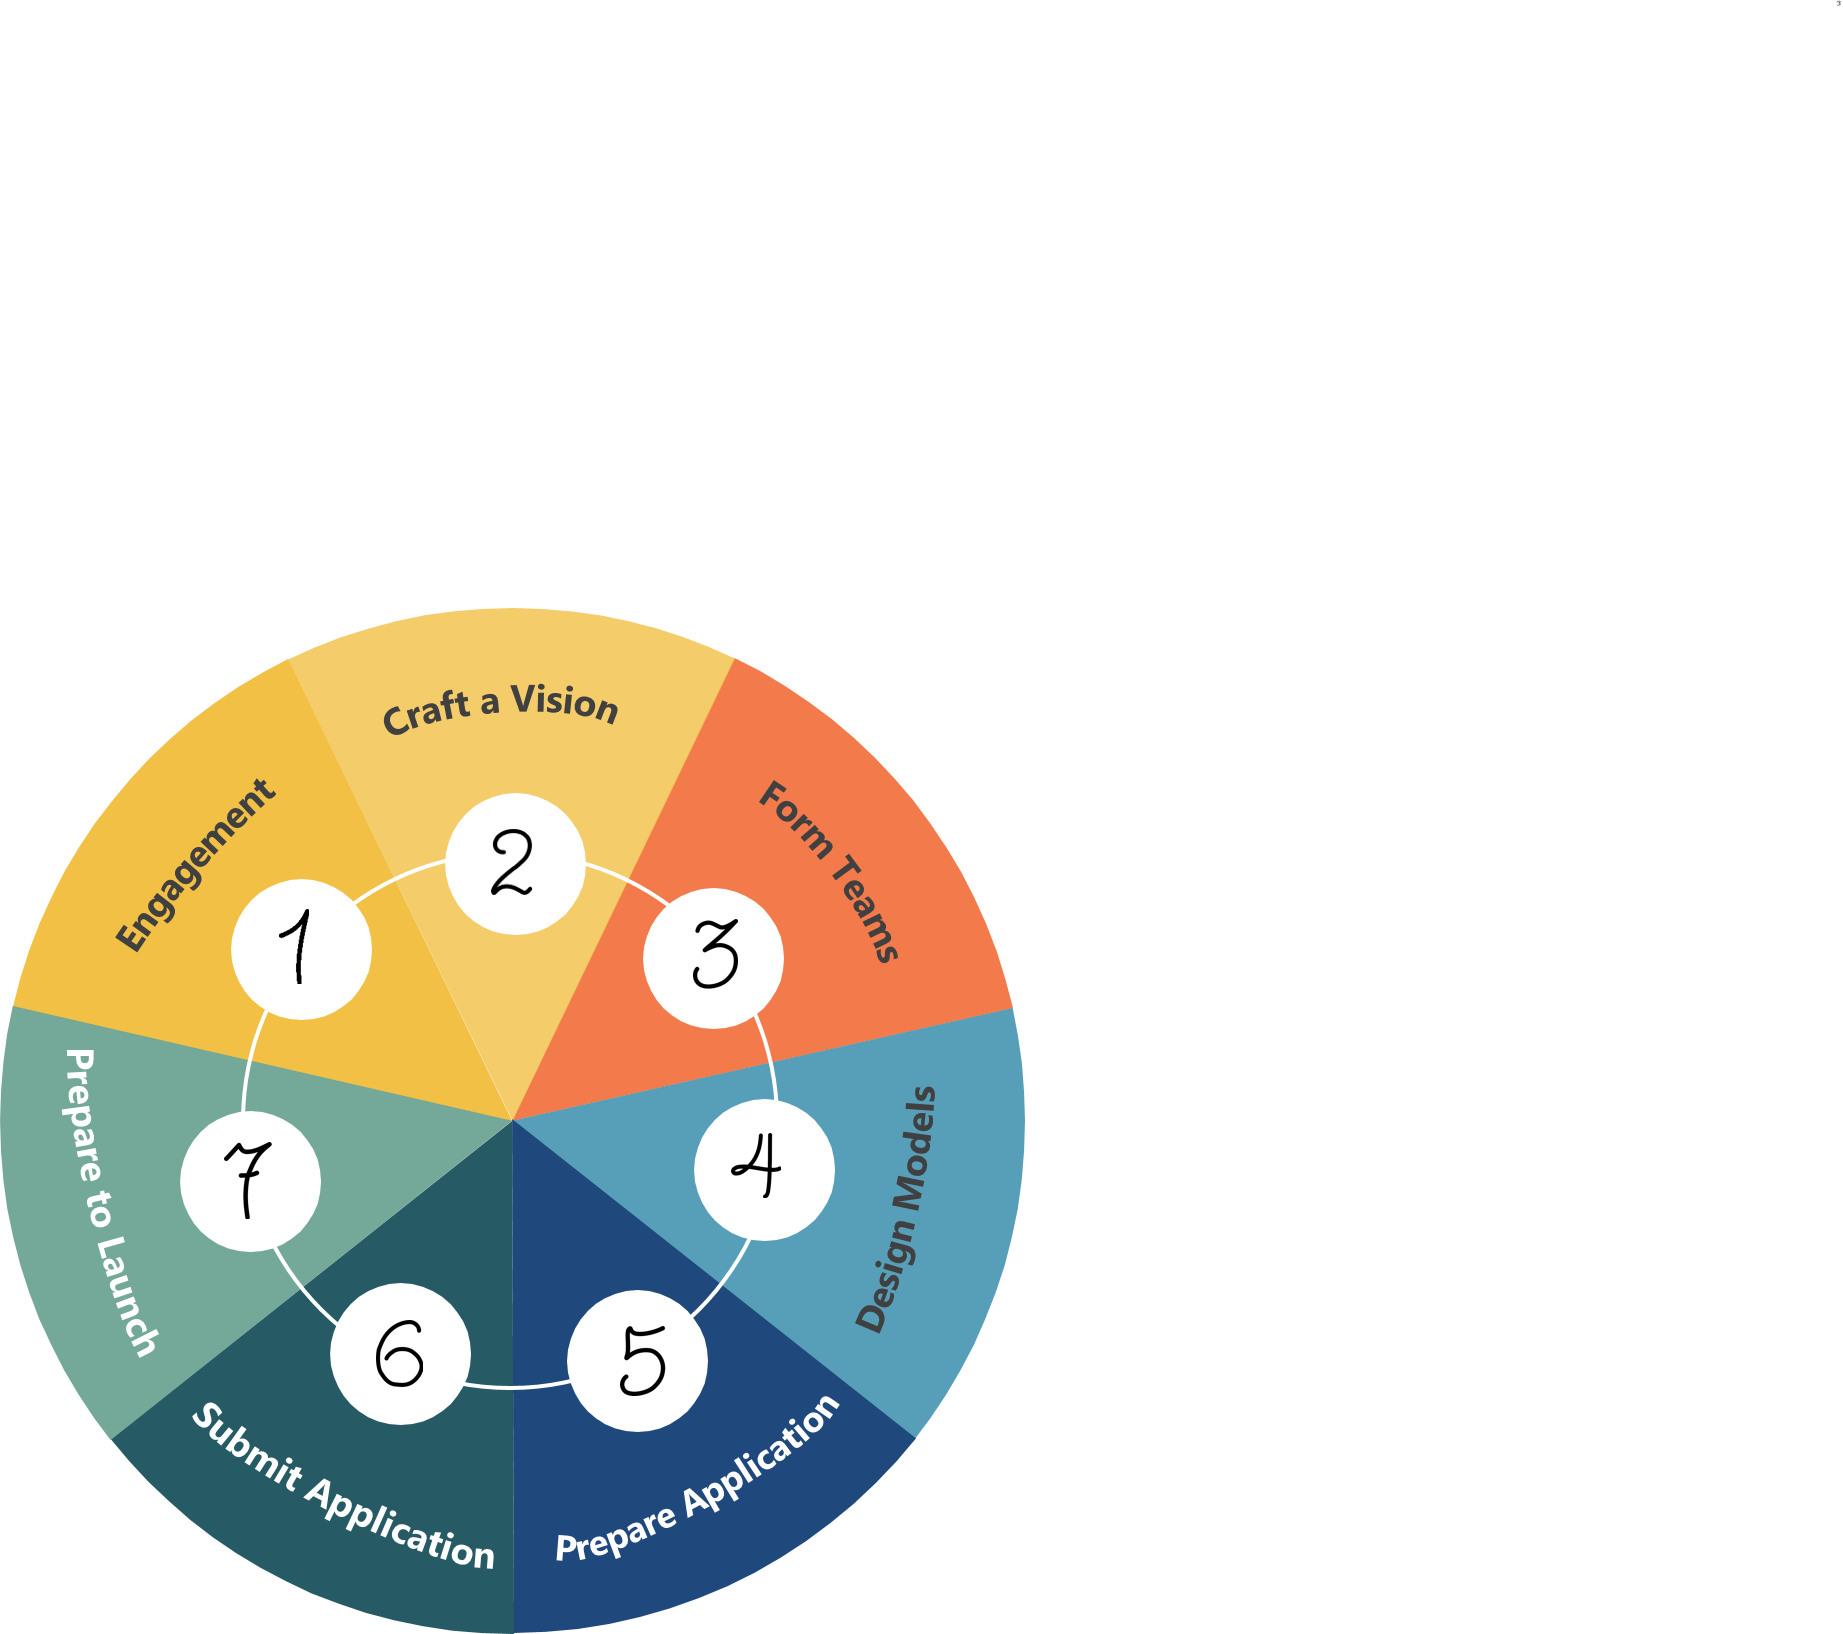 3
Craft a Vision
Engagement
Form Teams
2
1
3
Prepare to Launch
Design Models
7
4
6
5
Submit Application
Prepare Application